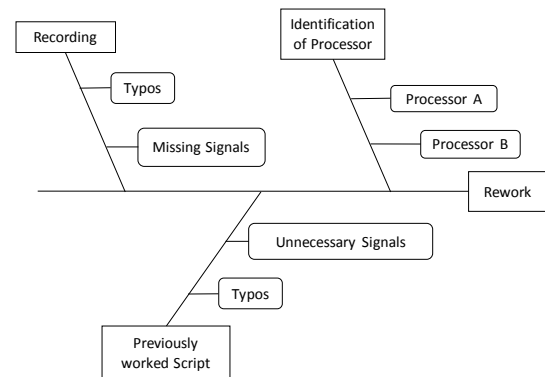 Recording
Identification
of Processor
Typos
Processor A
Missing Signals
Processor B
Rework
Unnecessary Signals
Typos
Previously
worked Script